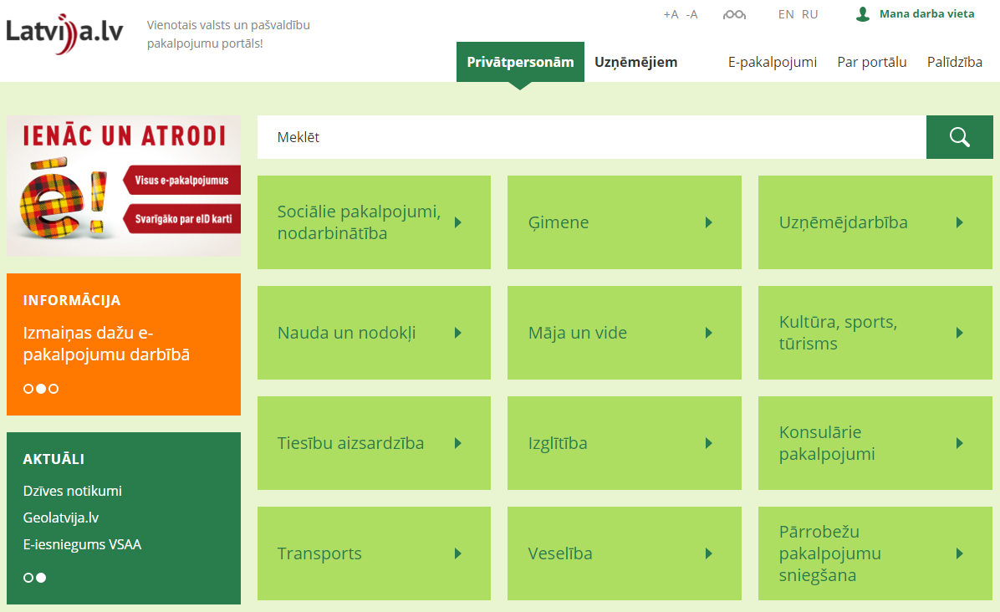 Latvija.lv
Vienotais valsts un pašvaldību
pakalpojumu portāls!
+A -A
EN RU
Mana darba vieta
Privātpersonām
Uzņēmējiem
E-pakalpojumi
Par portālu
Palīdzība
IENĀC UN ATRODI
ē!
Visus e-pakalpojumus
Svarīgāko par eID karti
INFORMĀCIJA
Izmaiņas dažu e-
pakalpojumu darbībā
AKTUĀLI
Dzīves notikumi
Geolatvija.lv
E-iesniegums VSAA
Meklēt
Sociālie pakalpojumi,
nodarbinātība
Ģimene
Uzņēmējdarbība
Nauda un nodokļi
Māja un vide
Kultūra, sports,
tūrisms
Tiesību aizsardzība
Izglītība
Konsulārie
pakalpojumi
Transports
Veselība
Pārrobežu
pakalpojumu
sniegšana